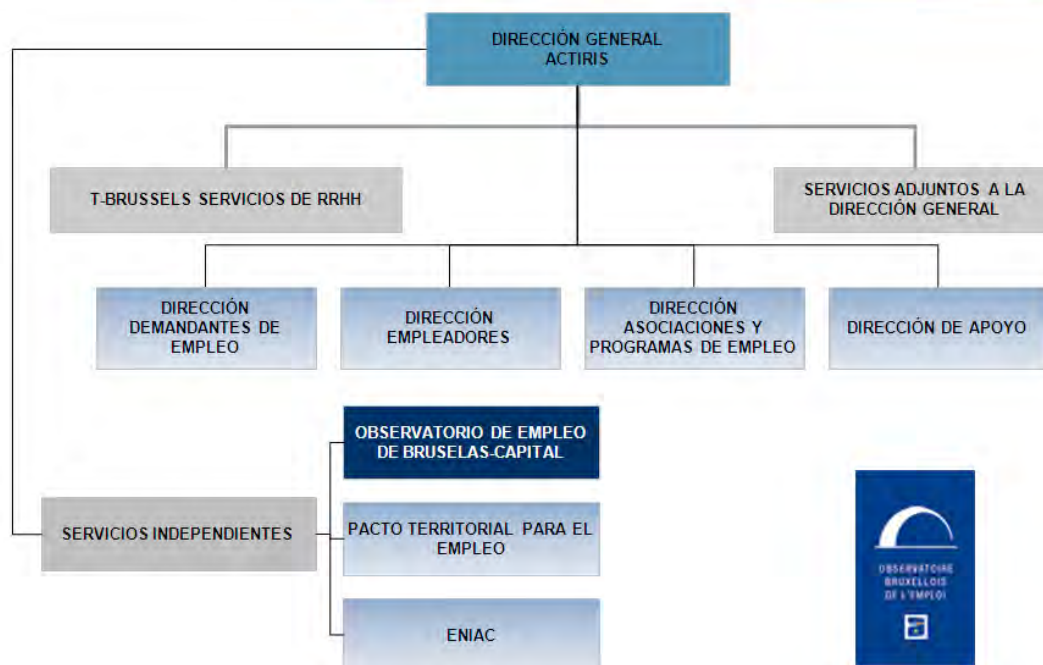 DIRECCIÓN GENERAL
ACTIRIS
T-BRUSSELS SERVICIOS DE RRHH
SERVICIOS ADJUNTOS A LA
DIRECCIÓN GENERAL
DIRECCIÓN
DEMANDANTES DE
EMPLEO
DIRECCIÓN
EMPLEADORES
DIRECCIÓN
ASOCIACIONES Y
PROGRAMAS DE EMPLEO
DIRECCIÓN DE APOYO
OBSERVATORIO DE EMPLEO
DE BRUSELAS-CAPITAL
SERVICIOS INDEPENDIENTES
PACTO TERRITORIAL PARA EL
EMPLEO
ENIAC
OBSERVATOIRE
BRUXELLOIS
DE L'EMPLOI